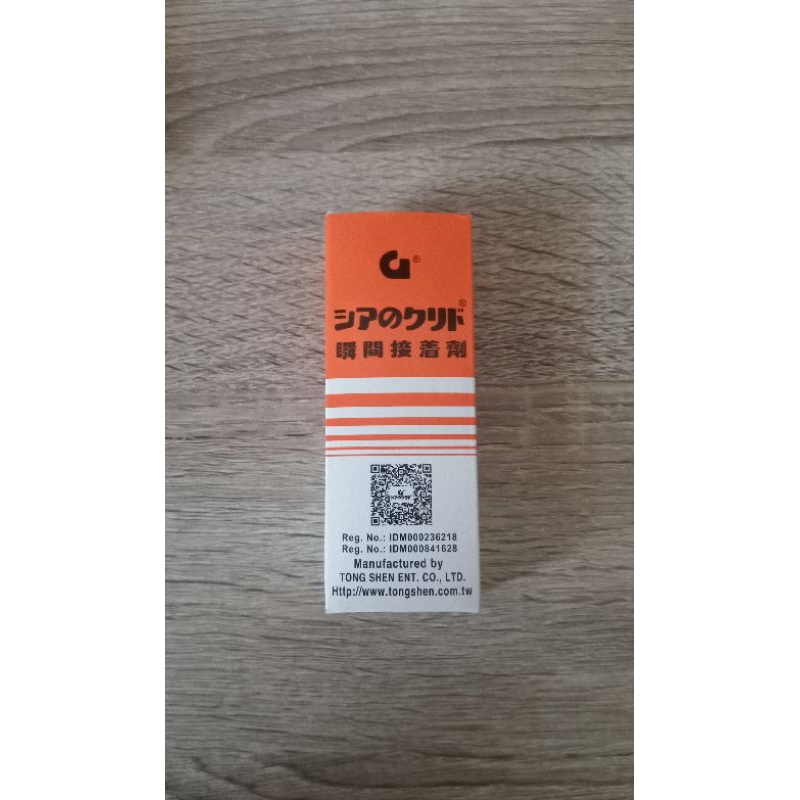 G®
シアノクリド®
瞬間接着劑
Reg. No.: IDM000236218
Reg. No.: IDM000841628
Manufactured by
TONG SHEN ENT. CO., LTD.
Http://www.tongshen.com.tw